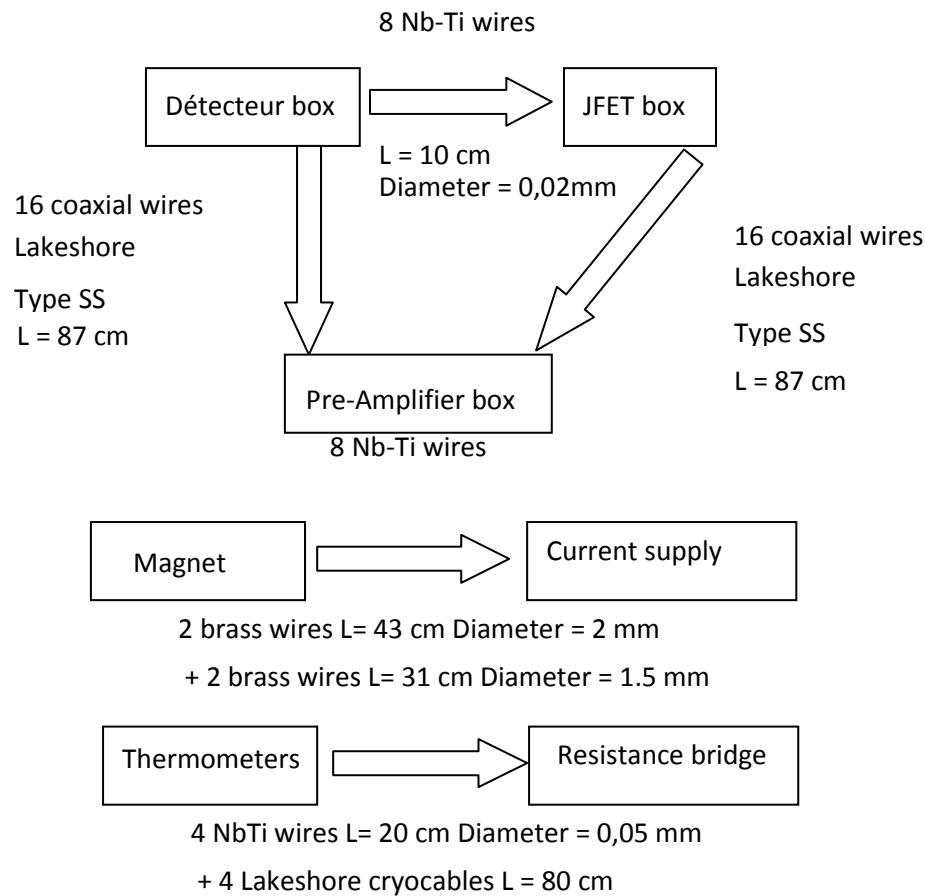 8 Nb-Ti wires
Détecteur box
JFET box
L = 10 cm
Diameter = 0,02mm
16 coaxial wires
Lakeshore
Type SS
L = 87 cm
16 coaxial wires
Lakeshore
Type SS
L = 87 cm
Pre-Amplifier box
8 Nb-Ti wires
Magnet
Current supply
2 brass wires L= 43 cm Diameter = 2 mm
+ 2 brass wires L= 31 cm Diameter = 1.5 mm
Thermometers
Resistance bridge
4 NbTi wires L= 20 cm Diameter = 0,05 mm
+ 4 Lakeshore cryocables L = 80 cm